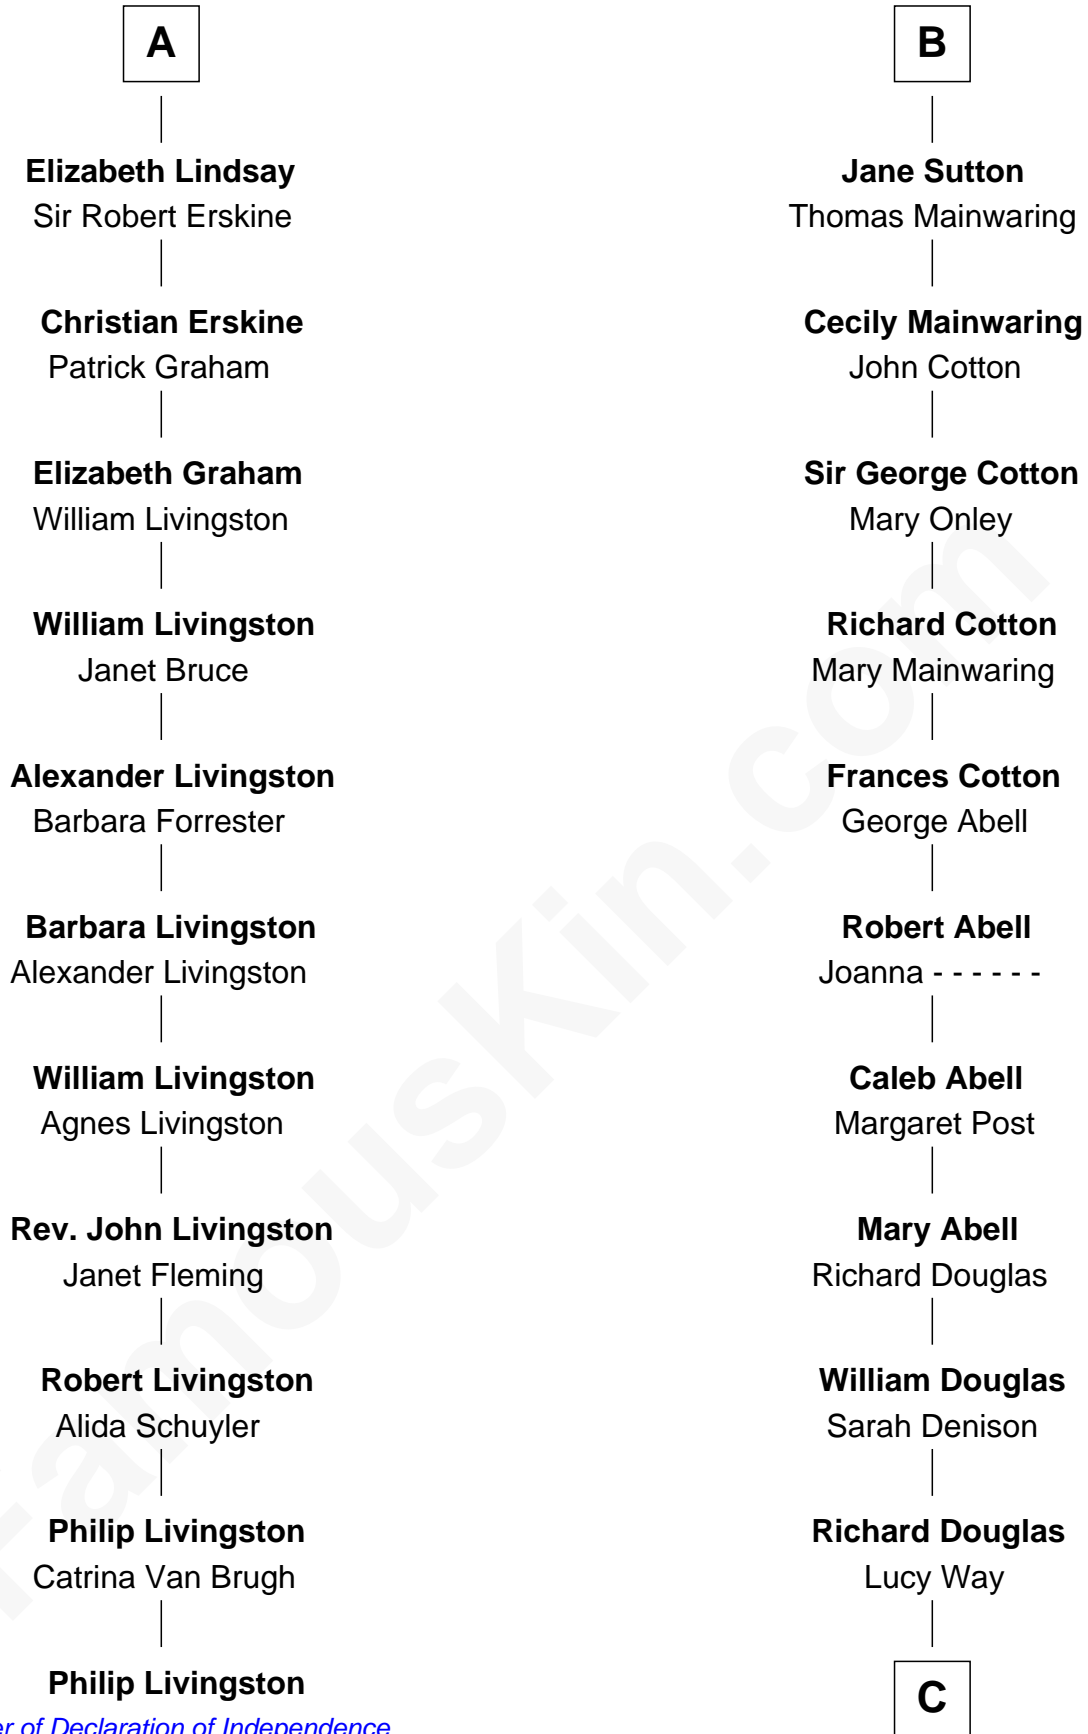 A
Elizabeth Lindsay
Sir Robert Erskine
Christian Erskine
Patrick Graham
Elizabeth Graham
William Livingston
William Livingston
Janet Bruce
Alexander Livingston
Barbara Forrester
Barbara Livingston
Alexander Livingston
William Livingston
Agnes Livingston
Rev. John Livingston
Janet Fleming
Robert Livingston
Alida Schuyler
Philip Livingston
Catrina Van Brugh
Philip Livingston
of Declaration of Independence
B
Jane Sutton
Thomas Mainwaring
Cecily Mainwaring
John Cotton
Sir George Cotton
Mary Onley
Richard Cotton
Mary Mainwaring
Frances Cotton
George Abell
Robert Abell
Joanna - - - - - -
Caleb Abell
Margaret Post
Mary Abell
Richard Douglas
William Douglas
Sarah Denison
Richard Douglas
Lucy Way
C
FamousKin.com